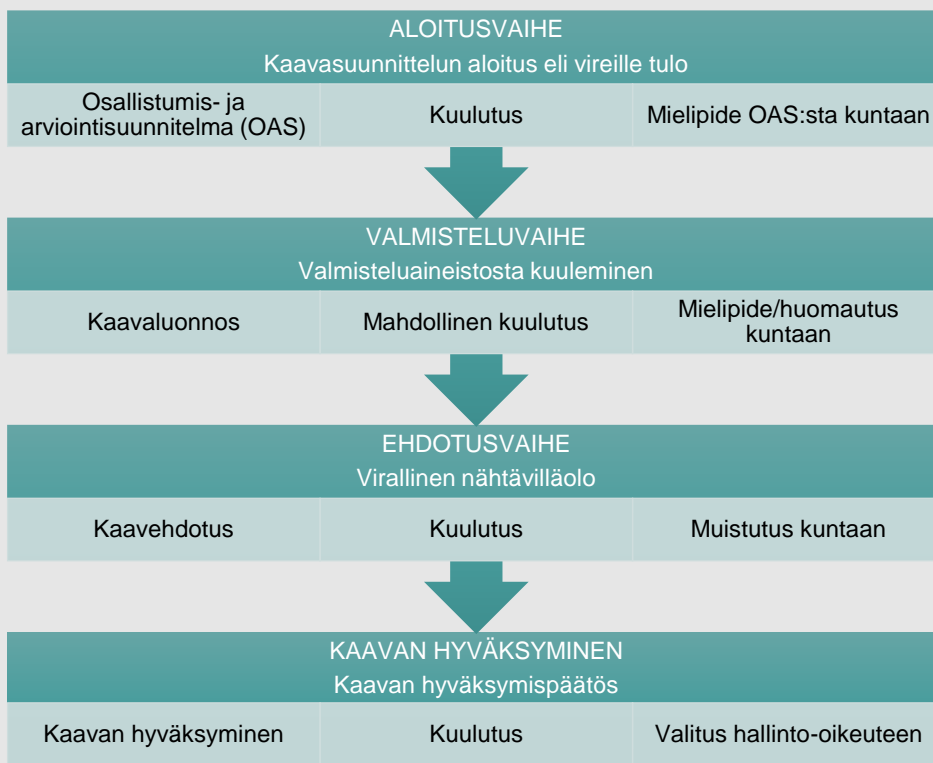 ALOITUSVAIHE
Kaavasuunnittelun aloitus eli vireille tulo
Osallistumis- ja
arviointisuunnitelma (OAS)
Kuulutus
Mielipide OAS:sta kuntaan
VALMISTELUVAIHE
Valmisteluaineistosta kuuleminen
Kaavaluonnos
Mahdollinen kuulutus
Mielipide/huomautus
kuntaan
EHDOTUSVAIHE
Virallinen nähtävilläolo
Kaavehdotus
Kuulutus
Muistutus kuntaan
KAAVAN HYVÄKSYMINEN
Kaavan hyväksymispäätös
Kaavan hyväksyminen
Kuulutus
Valitus hallinto-oikeuteen